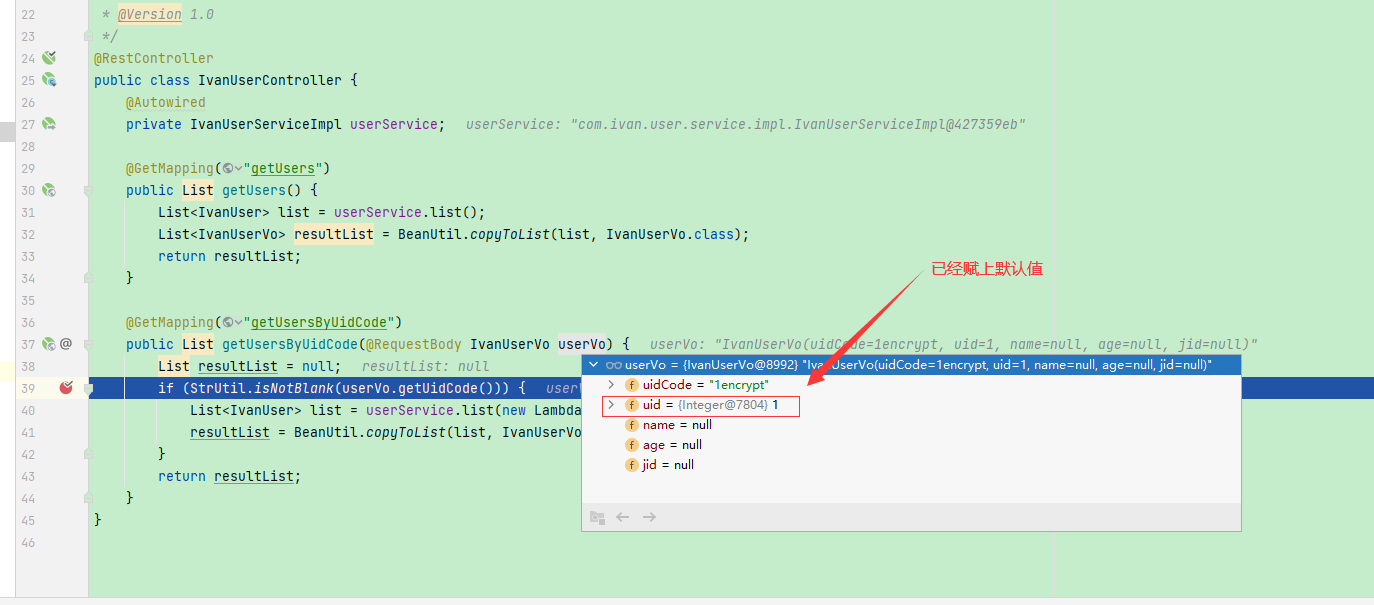 22 * @Version 1.0
23 */
24 @RestController
25 public class IvanUserController {
26 @Autowired
27 private IvanUserServiceImpl userService; userService: "com.ivan.user.service.impl.IvanUserServiceImpl@427359eb"
28
29 @GetMapping("getUsers")
30 public List getUsers() {
31 List<IvanUser> list = userService.list();
32 List<IvanUserVo> resultList = BeanUtil.copyToList(list, IvanUserVo.class);
33 return resultList;
34 }
已经赋上默认值
35
36 @GetMapping("getUsersByUidCode")
37 @ public List getUsersByUidCode(@RequestBody IvanUserVo userVo) { userVo: "IvanUserVo(uidCode=1encrypt, uid=1, name=null, age=null, jid=null)"
38 List resultList = null; resultList: null
39 if (StrUtil.isNotBlank(userVo.getUidCode())) { user
40 List<IvanUser> list = userService.list(new Lambda
41 resultList = BeanUtil.copyToList(list, IvanUserVo
42 }
43 return resultList;
44 }
45 }
46
userVo = {IvanUserVo@8992} "IvanUserVo(uidCode=1encrypt, uid=1, name=null, age=null, jid=null)"
f uidCode = "1encrypt"
f uid = {Integer@7804} 1
f name = null
f age = null
f jid = null